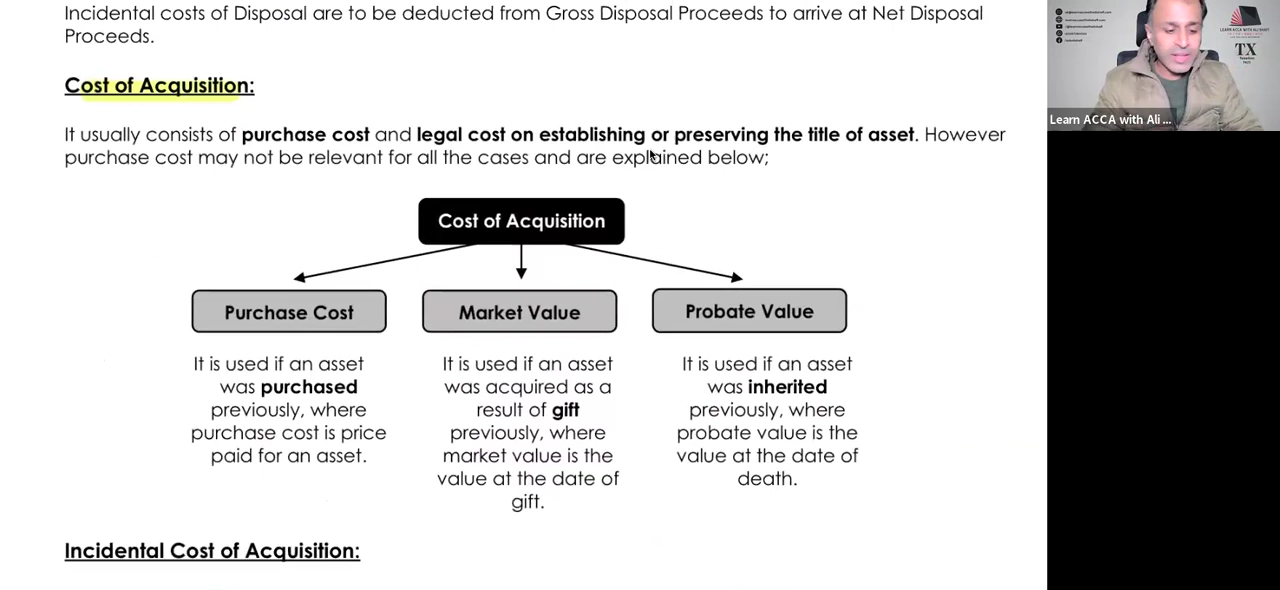 Incidental costs of Disposal are to be deducted from Gross Disposal Proceeds to arrive at Net Disposal
Proceeds.
Cost of Acquisition:
It usually consists of purchase cost and legal cost on establishing or preserving the title of asset. However
purchase cost may not be relevant for all the cases and are explained below;
Cost of Acquisition
Purchase Cost
It is used if an asset
was purchased
previously, where
purchase cost is price
paid for an asset.
Market Value
It is used if an asset
was acquired as a
result of gift
previously, where
market value is the
value at the date of
gift.
Probate Value
It is used if an asset
was inherited
previously, where
probate value is the
value at the date of
death.
Incidental Cost of Acquisition:
LEARN ACCA WITH ALI
TX
Learn ACCA with Ali ...